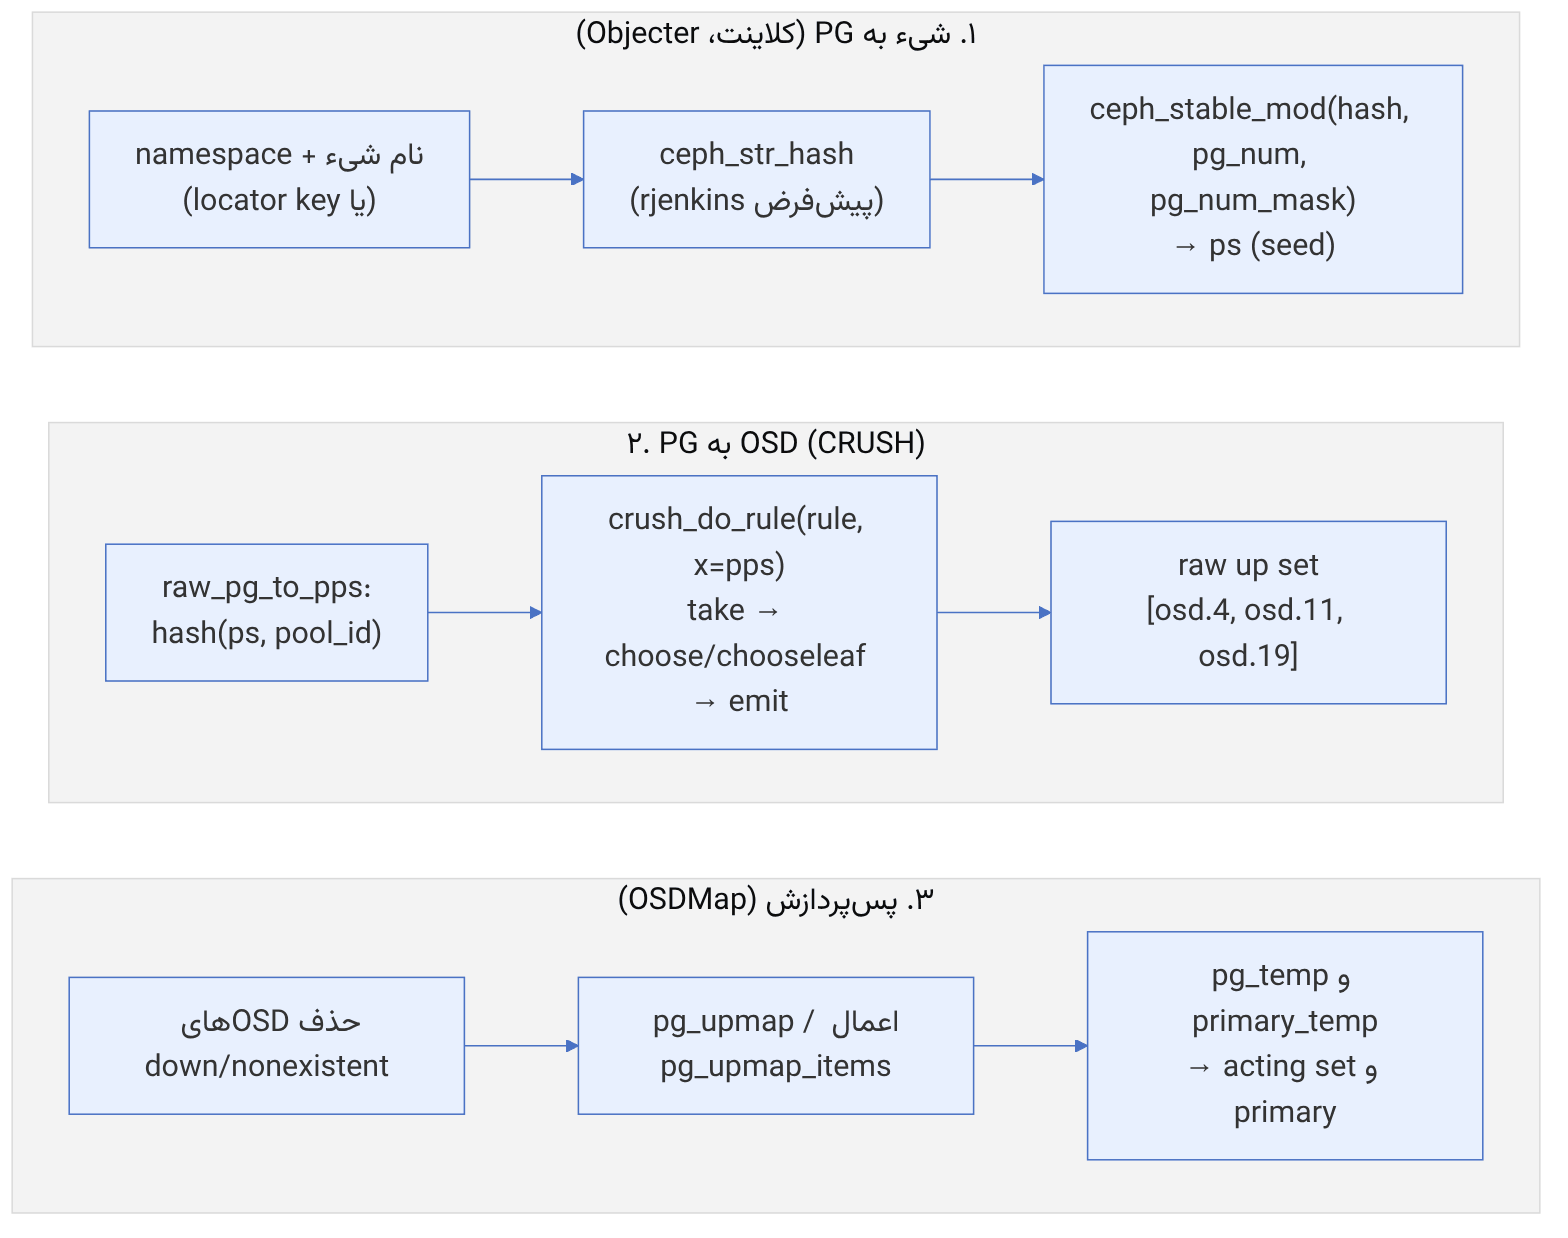 ۱. شیء به PG (کلاینت، Objecter)
نام شیء + namespace
(یا locator key)
ceph_str_hash
(پیش‌فرض rjenkins)
ceph_stable_mod(hash,
pg_num,
pg_num_mask)
→ ps (seed)
۲. PG به OSD (CRUSH)
raw_pg_to_pps:
hash(ps, pool_id)
crush_do_rule(rule,
x=pps)
take →
choose/chooseleaf
→ emit
raw up set
[osd.4, osd.11,
osd.19]
۳. پس‌پردازش (OSDMap)
حذف OSDهای
down/nonexistent
اعمال pg_upmap /
pg_upmap_items
pg_temp و
primary_temp
→ acting set و
primary